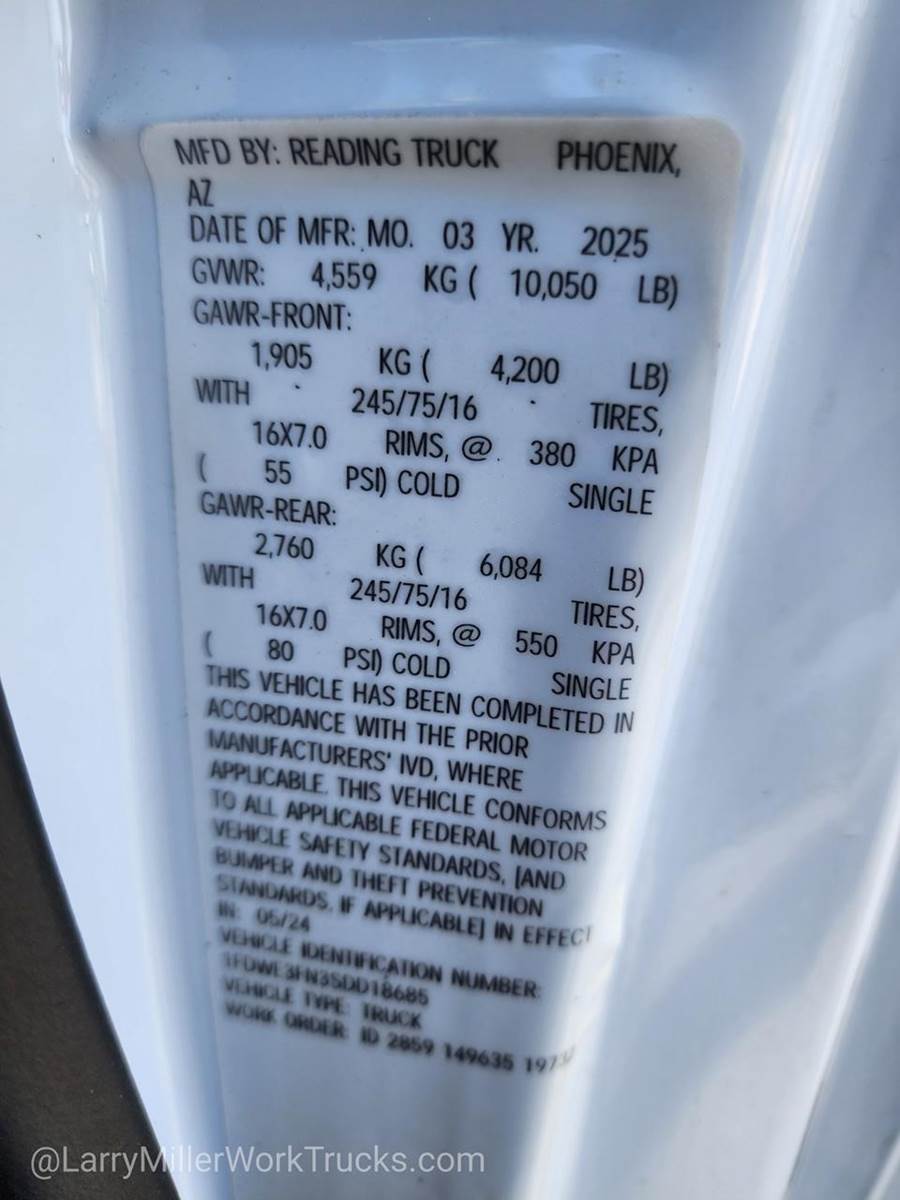 MFD BY: READING TRUCK PHOENIX,
AZ
DATE OF MFR: MO. 03 YR. 2025
GVWR: 4,559 KG ( 10,050 LB)
GAWR-FRONT:
1,905 KG ( 4,200 LB)
WITH 245/75/16 TIRES,
16X7.0 RIMS, @ 380 KPA
( 55 PSI) COLD SINGLE
GAWR-REAR:
2,760 KG ( 6,084 LB)
WITH 245/75/16 TIRES,
16X7.0 RIMS, @ 550 KPA
( 80 PSI) COLD SINGLE
THIS VEHICLE HAS BEEN COMPLETED IN
ACCORDANCE WITH THE PRIOR
MANUFACTURERS' IVD, WHERE
APPLICABLE. THIS VEHICLE CONFORMS
TO ALL APPLICABLE FEDERAL MOTOR
VEHICLE SAFETY STANDARDS, [AND
BUMPER AND THEFT PREVENTION
STANDARDS, IF APPLICABLE] IN EFFECT
IN: 05/24
VEHICLE IDENTIFICATION NUMBER:
1FDWE3FN3SDD18685
VEHICLE TYPE: TRUCK
WORK ORDER: ID 2859 149635
@LarryMillerWorkTrucks.com